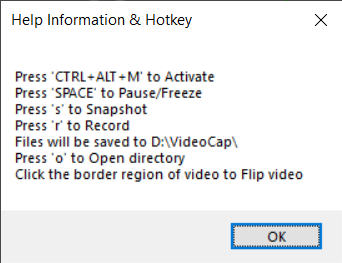 Help Information & Hotkey
Press 'CTRL+ALT+M' to Activate
Press 'SPACE' to Pause/Freeze
Press 's' to Snapshot
Press 'r' to Record
Files will be saved to D:\VideoCap\
Press 'o' to Open directory
Click the border region of video to Flip video
OK